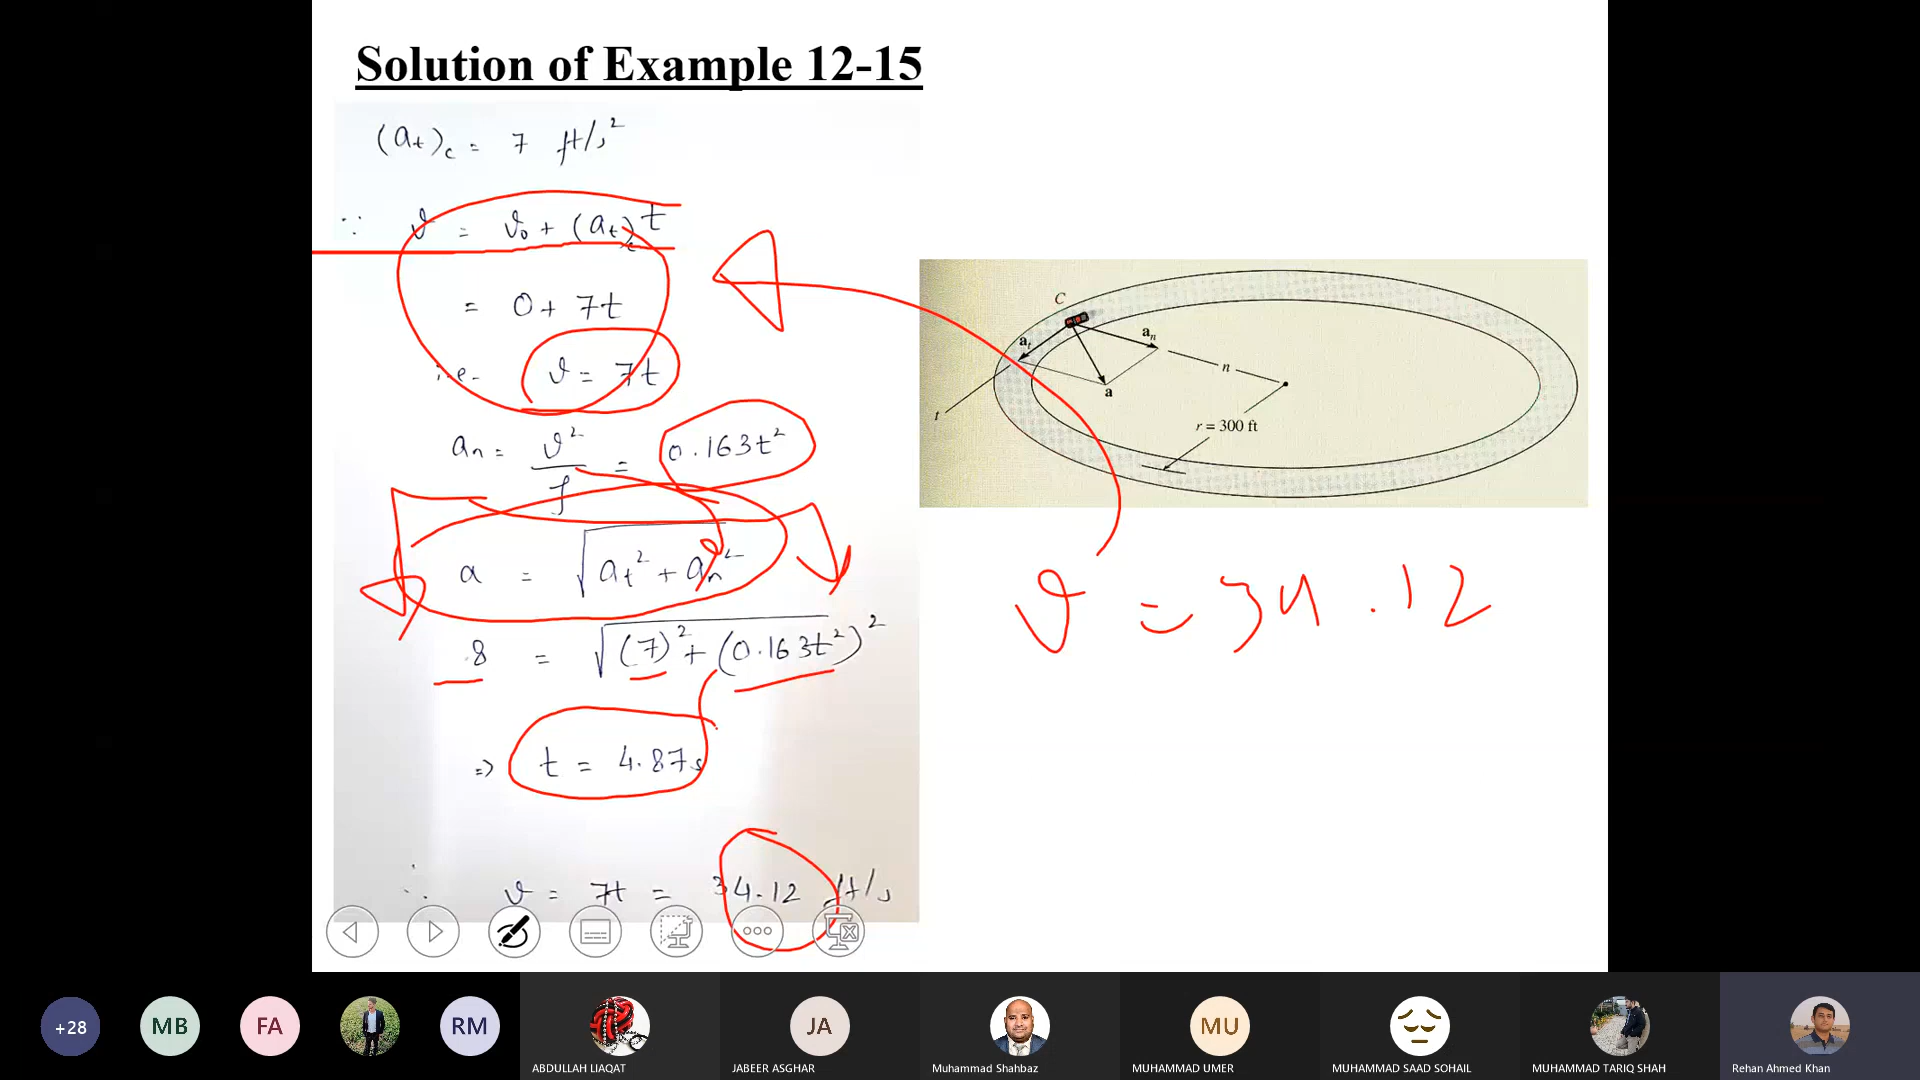 Solution of Example 12-15
(aₜ)c = 7 ft/s²
∵ ϑ = ϑ₀ + (aₜ)c t
= 0 + 7t
i.e. ϑ = 7t
aₙ = ϑ²/ρ = 0.163t²
a = √(aₜ² + aₙ²)
8 = √((7)² + (0.163t²)²)
⇒ t = 4.87s
∴ ϑ = 7t = 34.12 ft/s
C
aₜ
aₙ
n
a
t
r = 300 ft
ϑ = 34.12
+28
MB
FA
RM
JA
MU
ABDULLAH LIAQAT
JABEER ASGHAR
Muhammad Shahbaz
MUHAMMAD UMER
MUHAMMAD SAAD SOHAIL
MUHAMMAD TARIQ SHAH
Rehan Ahmed Khan